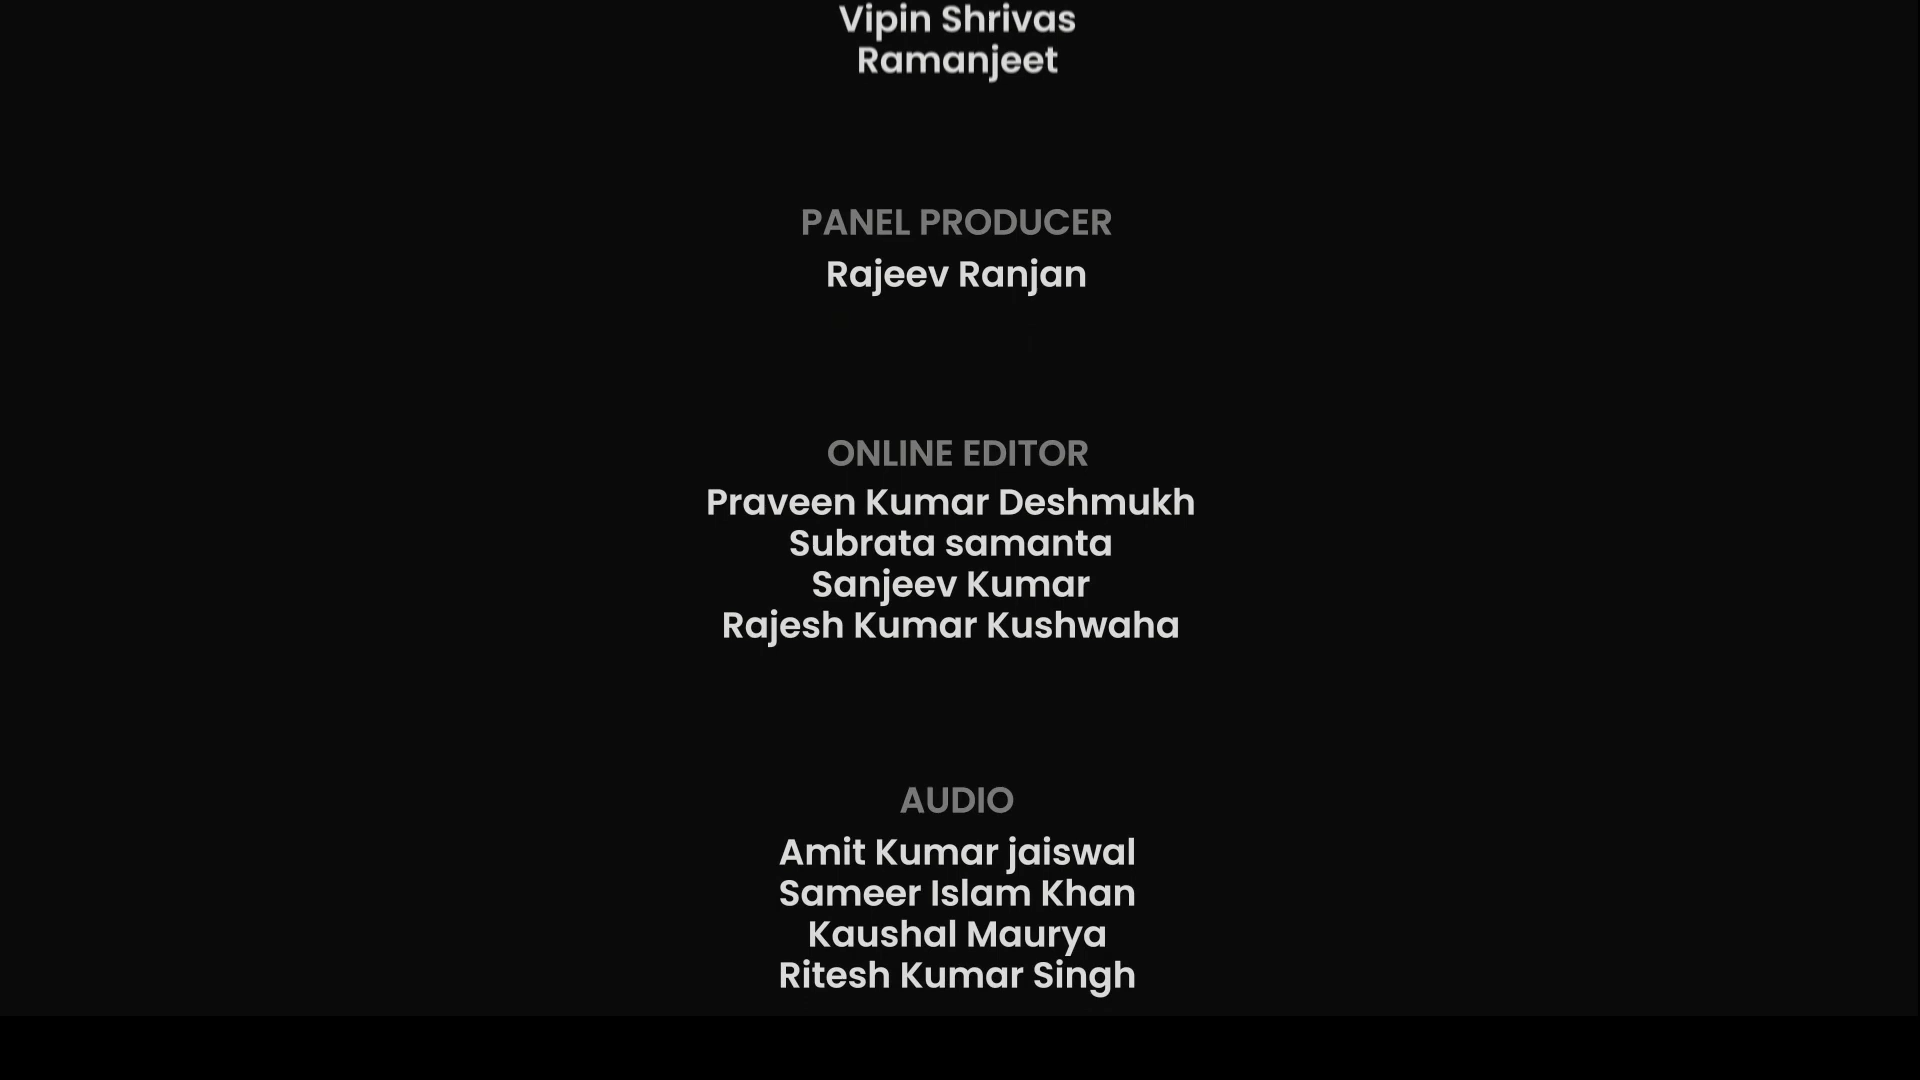 Vipin Shrivas
Ramanjeet
PANEL PRODUCER
Rajeev Ranjan
ONLINE EDITOR
Praveen Kumar Deshmukh
Subrata samanta
Sanjeev Kumar
Rajesh Kumar Kushwaha
AUDIO
Amit Kumar jaiswal
Sameer Islam Khan
Kaushal Maurya
Ritesh Kumar Singh